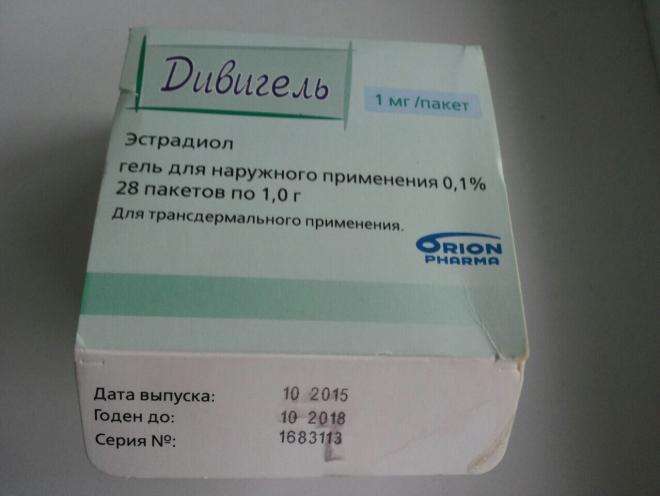 Дивигель
1 мг/пакет
Эстрадиол
гель для наружного применения 0,1%
28 пакетов по 1,0 г
Для трансдермального применения.
ORION
PHARMA
Дата выпуска: 10 2015
Годен до: 10 2018
Серия №: 1683113